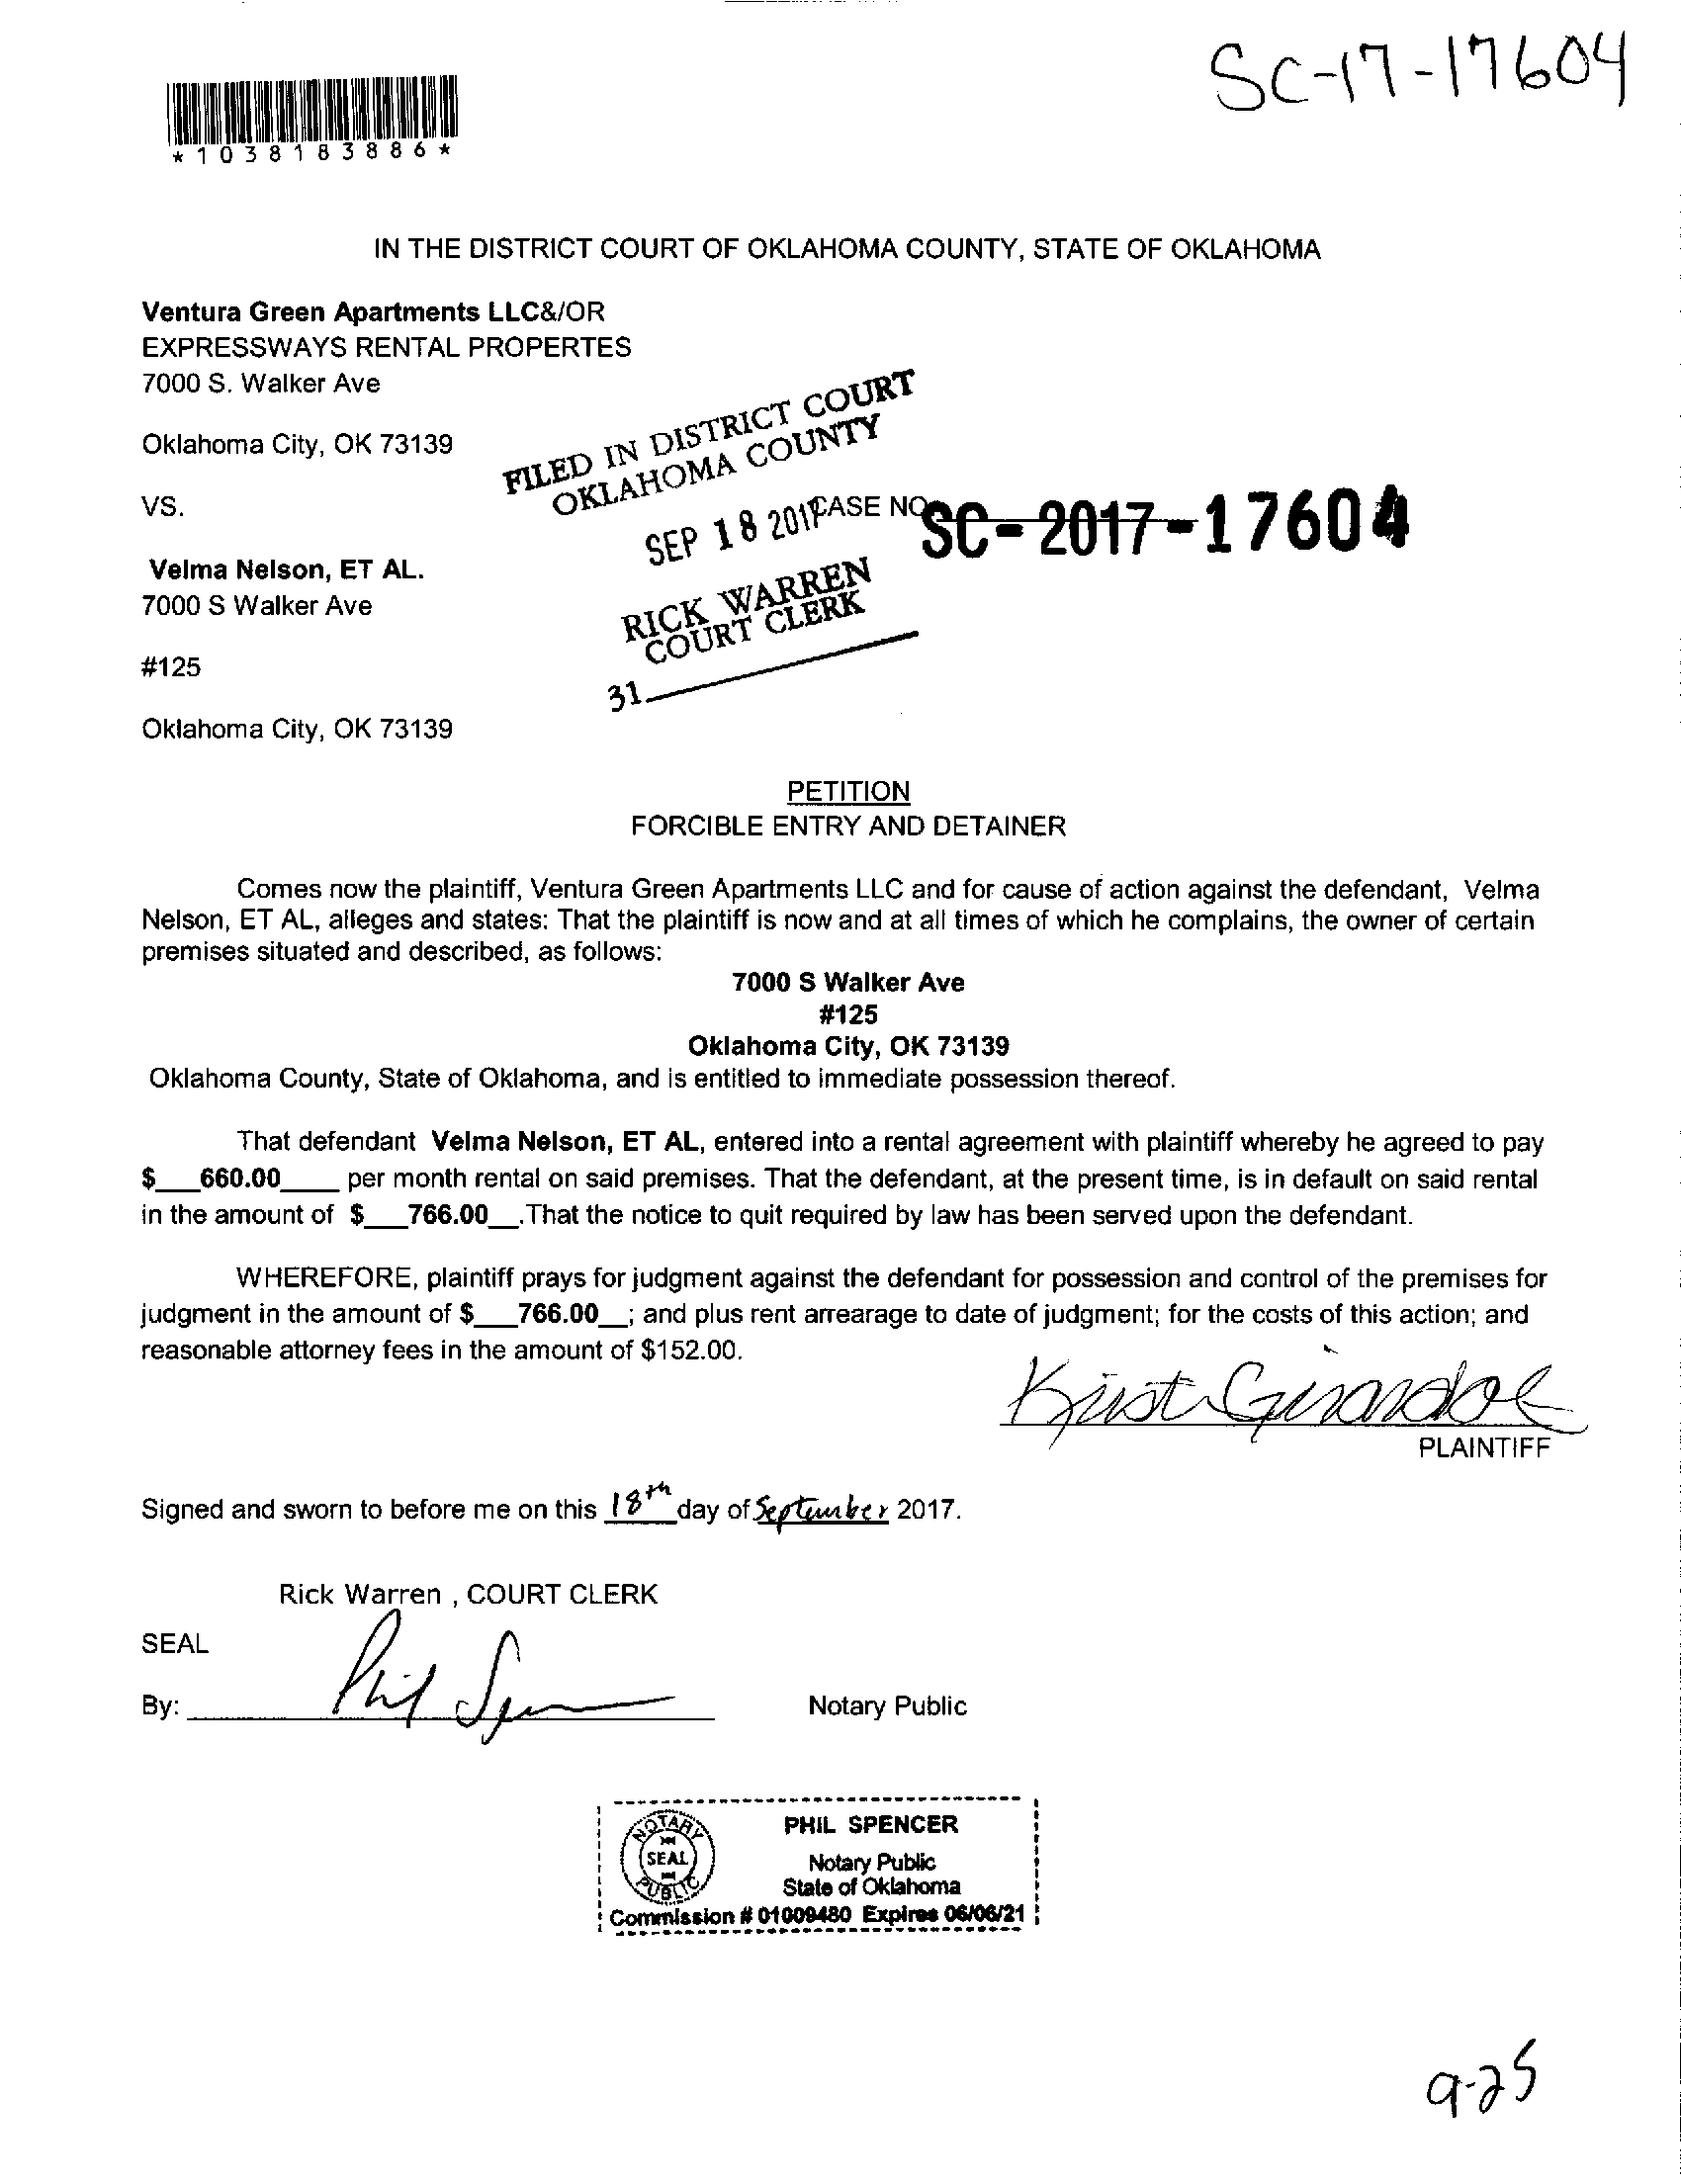 SC-17-17604
*1038183886*
IN THE DISTRICT COURT OF OKLAHOMA COUNTY, STATE OF OKLAHOMA
Ventura Green Apartments LLC&/OR
EXPRESSWAYS RENTAL PROPERTES
7000 S. Walker Ave
Oklahoma City, OK 73139
FILED IN DISTRICT COURT
OKLAHOMA COUNTY
VS.
SEP 18 2017
CASE NO
SC-2017-17604
Velma Nelson, ET AL.
7000 S Walker Ave
RICK WARREN
COURT CLERK
#125
31
Oklahoma City, OK 73139
PETITION
FORCIBLE ENTRY AND DETAINER
Comes now the plaintiff, Ventura Green Apartments LLC and for cause of action against the defendant, Velma
Nelson, ET AL, alleges and states: That the plaintiff is now and at all times of which he complains, the owner of certain
premises situated and described, as follows:
7000 S Walker Ave
#125
Oklahoma City, OK 73139
Oklahoma County, State of Oklahoma, and is entitled to immediate possession thereof.
That defendant Velma Nelson, ET AL, entered into a rental agreement with plaintiff whereby he agreed to pay
$___660.00____ per month rental on said premises. That the defendant, at the present time, is in default on said rental
in the amount of $___766.00__.That the notice to quit required by law has been served upon the defendant.
WHEREFORE, plaintiff prays for judgment against the defendant for possession and control of the premises for
judgment in the amount of $___766.00__; and plus rent arrearage to date of judgment; for the costs of this action; and
reasonable attorney fees in the amount of $152.00.
PLAINTIFF
Signed and sworn to before me on this 18th day of September 2017.
Rick Warren , COURT CLERK
SEAL
By: Phil Notary Public
NOTARY SEAL PUBLIC
PHIL SPENCER
Notary Public
State of Oklahoma
Commission # 01009480 Expires 06/06/21
9-25